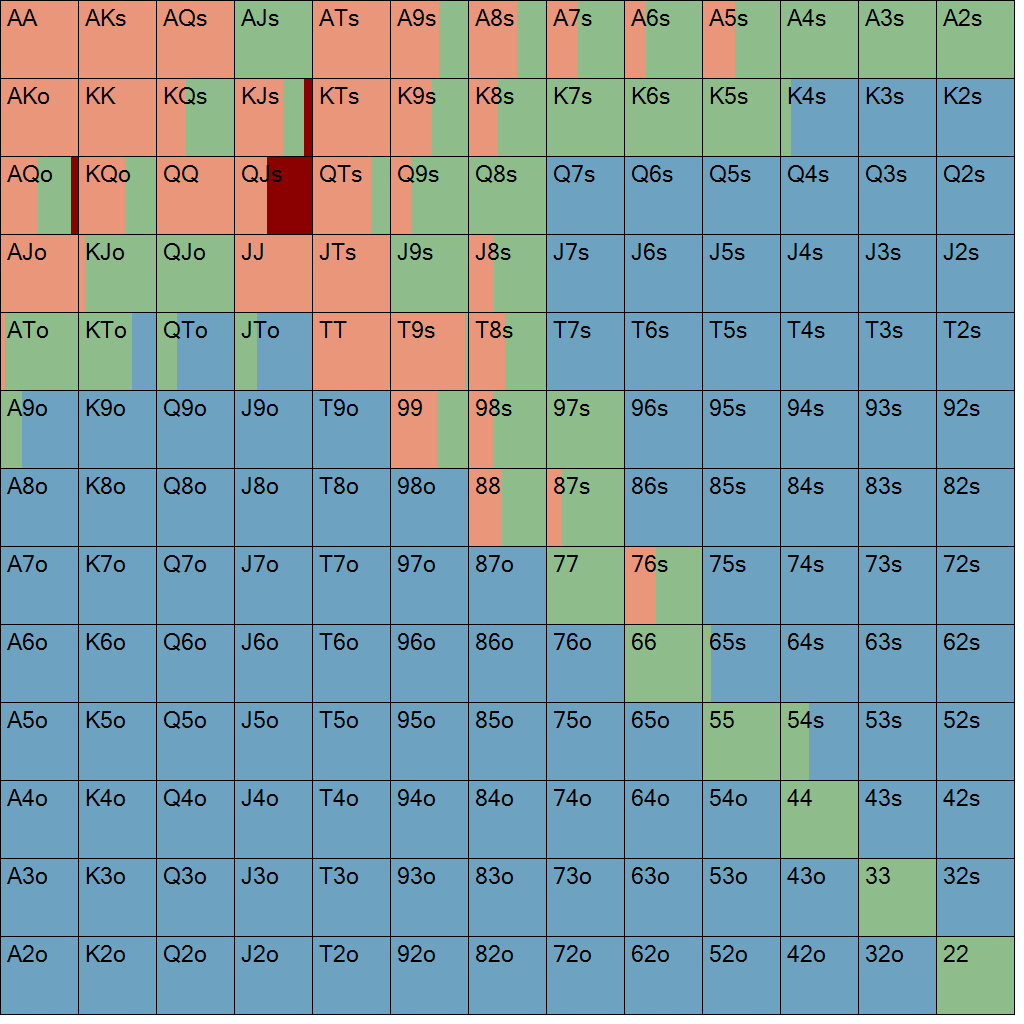 AA AKs AQs AJs ATs A9s A8s A7s A6s A5s A4s A3s A2s
AKo KK KQs KJs KTs K9s K8s K7s K6s K5s K4s K3s K2s
AQo KQo QQ QJs QTs Q9s Q8s Q7s Q6s Q5s Q4s Q3s Q2s
AJo KJo QJo JJ JTs J9s J8s J7s J6s J5s J4s J3s J2s
ATo KTo QTo JTo TT T9s T8s T7s T6s T5s T4s T3s T2s
A9o K9o Q9o J9o T9o 99 98s 97s 96s 95s 94s 93s 92s
A8o K8o Q8o J8o T8o 98o 88 87s 86s 85s 84s 83s 82s
A7o K7o Q7o J7o T7o 97o 87o 77 76s 75s 74s 73s 72s
A6o K6o Q6o J6o T6o 96o 86o 76o 66 65s 64s 63s 62s
A5o K5o Q5o J5o T5o 95o 85o 75o 65o 55 54s 53s 52s
A4o K4o Q4o J4o T4o 94o 84o 74o 64o 54o 44 43s 42s
A3o K3o Q3o J3o T3o 93o 83o 73o 63o 53o 43o 33 32s
A2o K2o Q2o J2o T2o 92o 82o 72o 62o 52o 42o 32o 22